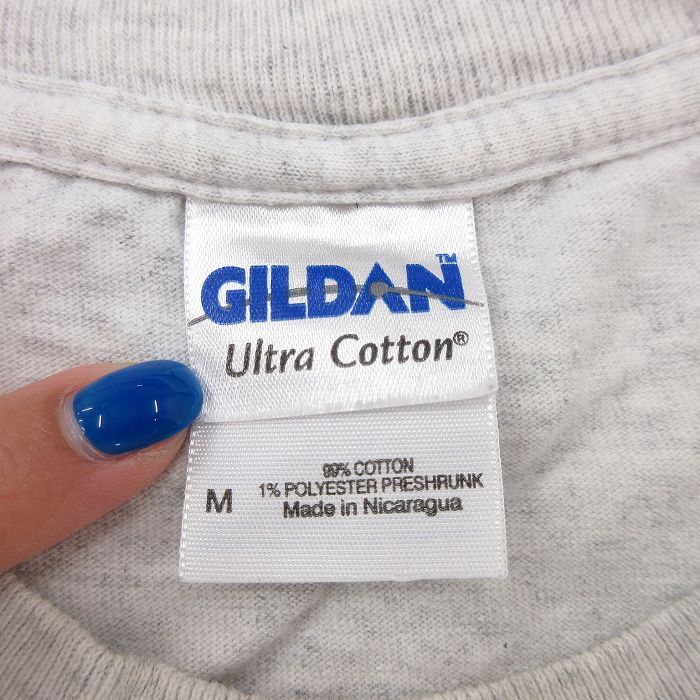 GILDAN™
Ultra Cotton®
99% COTTON
1% POLYESTER PRESHRUNK
M
Made in Nicaragua